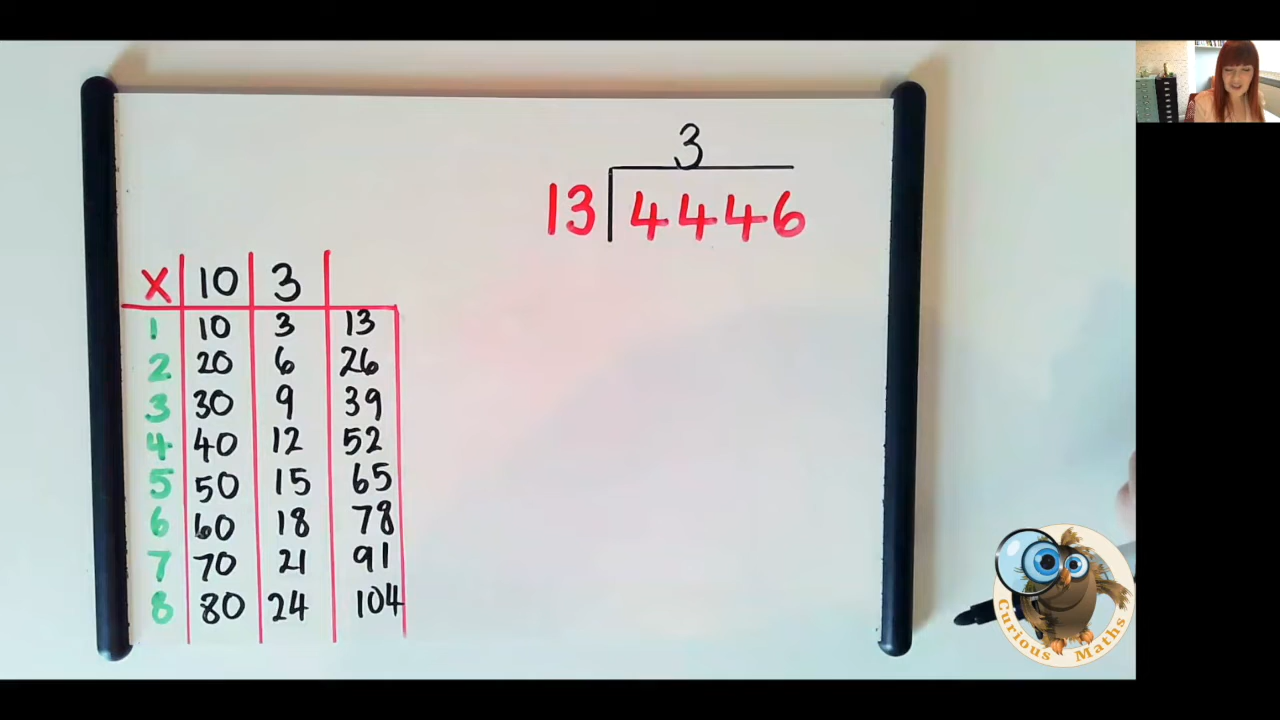 3
13 4446
X 10 3
1 10 3 13
2 20 6 26
3 30 9 39
4 40 12 52
5 50 15 65
6 60 18 78
7 70 21 91
8 80 24 104
Curious Maths